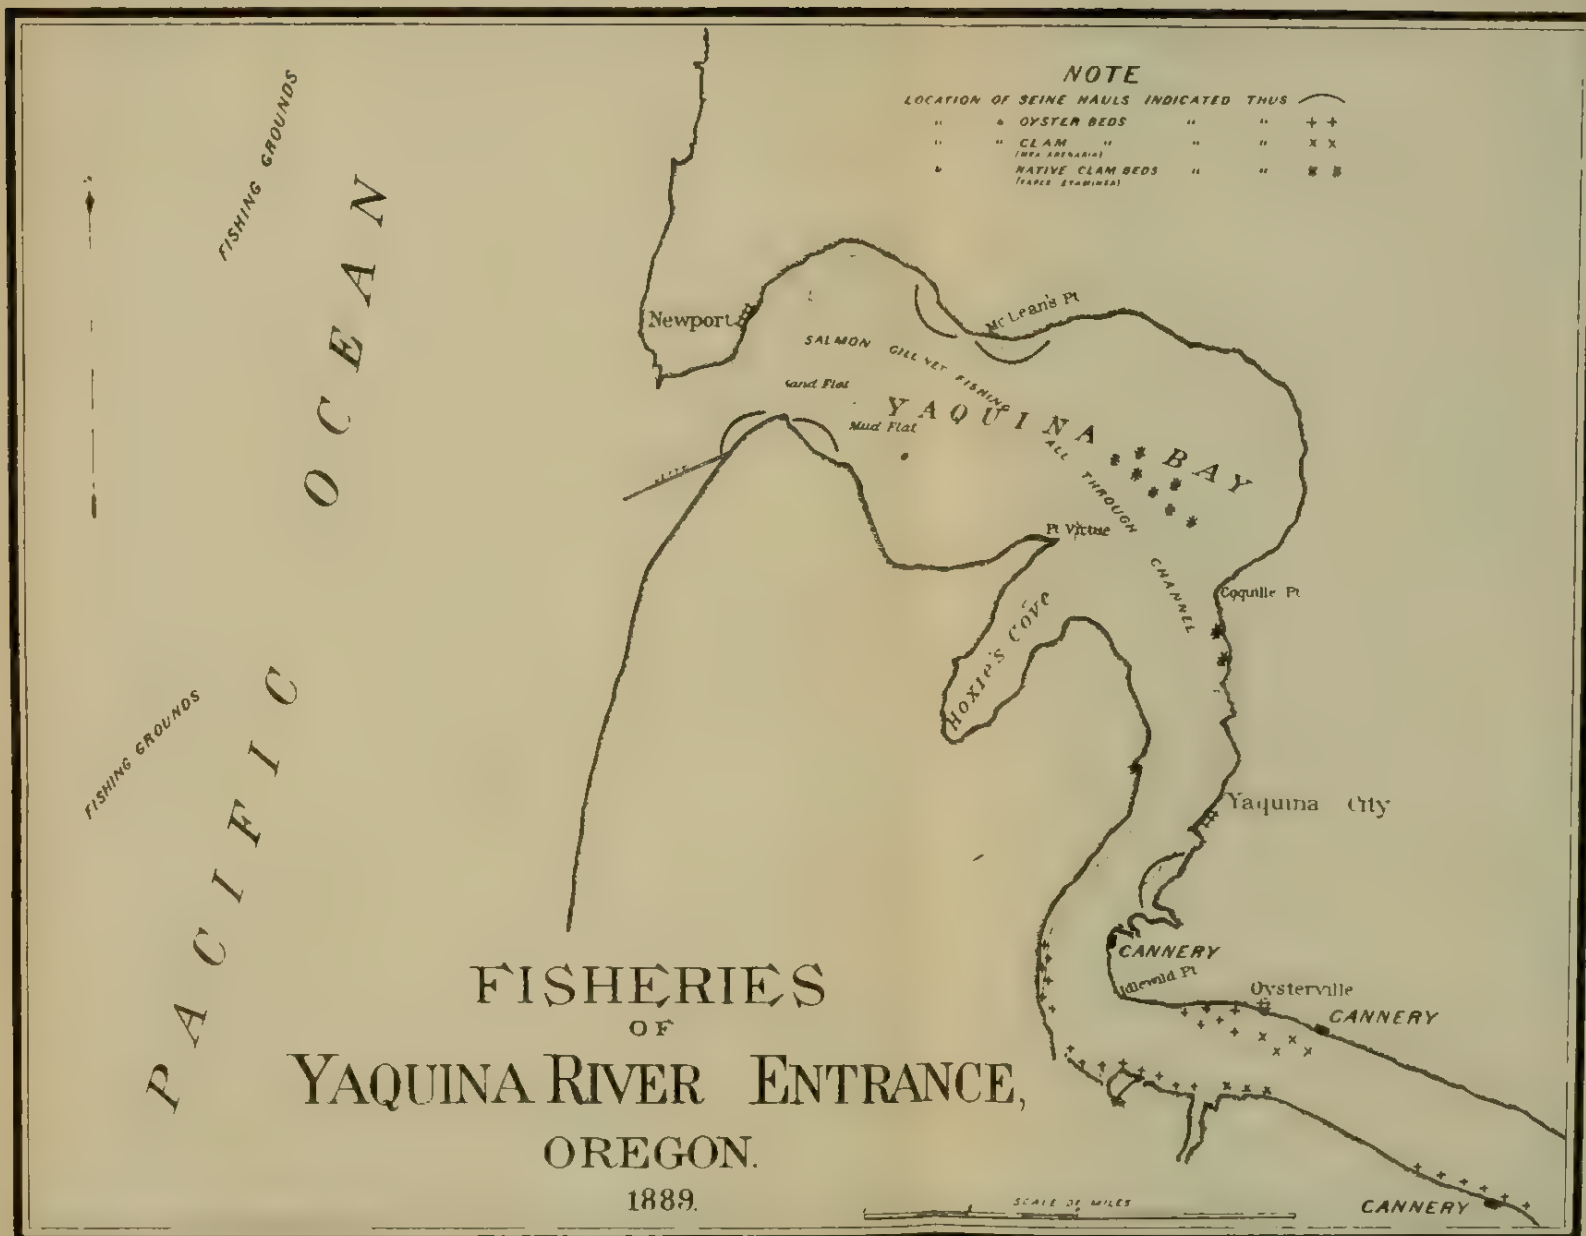 NOTE
LOCATION OF SEINE HAULS INDICATED THUS
" " OYSTER BEDS " "
" " CLAM " " "
(MYA ARENARIA)
" NATIVE CLAM BEDS " "
FISHING GROUNDS
PACIFIC OCEAN
FISHING GROUNDS
Newport
McLean's Pt
SALMON GILL NET FISHING ALL THROUGH CHANNEL
Sand Flat
Mud Flat
YAQUINA BAY
Pt Virtue
Coquille Pt
Hoxie's Cove
Yaquina City
CANNERY
Idlewild Pt
Oysterville
CANNERY
CANNERY
FISHERIES
OF
YAQUINA RIVER ENTRANCE,
OREGON.
1889.
SCALE OF MILES